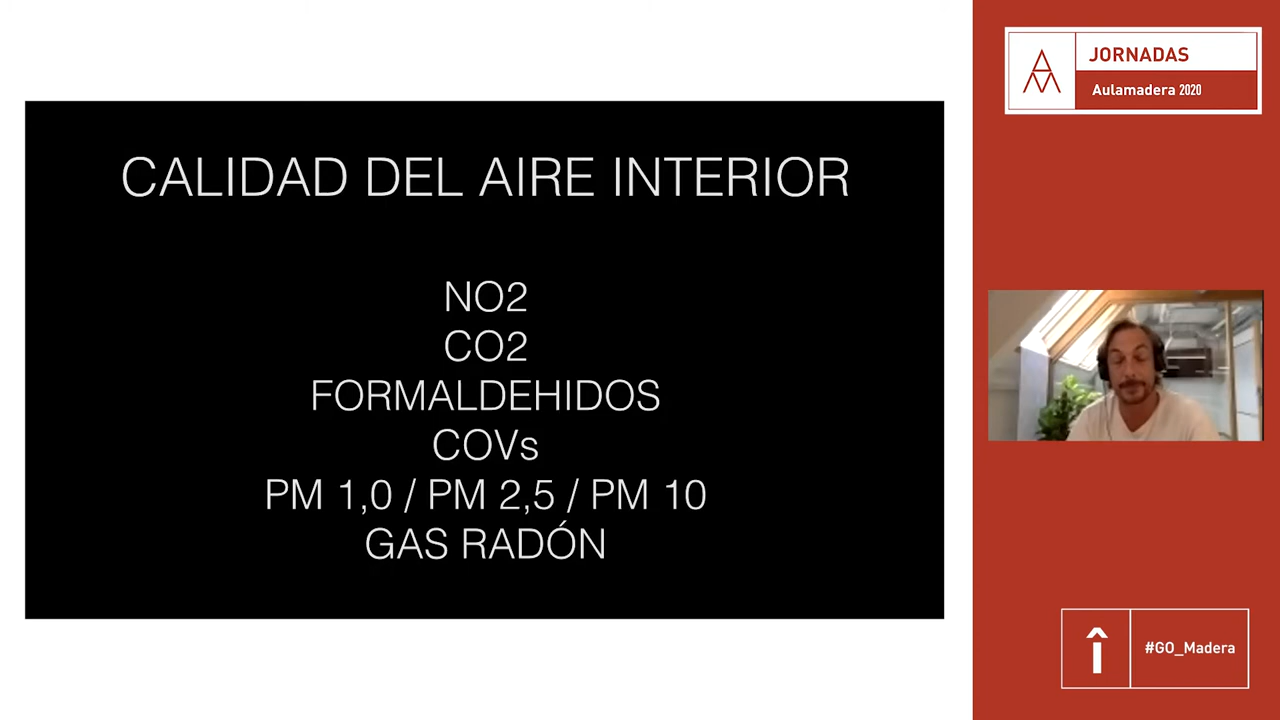 CALIDAD DEL AIRE INTERIOR
NO2
CO2
FORMALDEHIDOS
COVs
PM 1,0 / PM 2,5 / PM 10
GAS RADÓN
JORNADAS
Aulamadera 2020
#GO_Madera